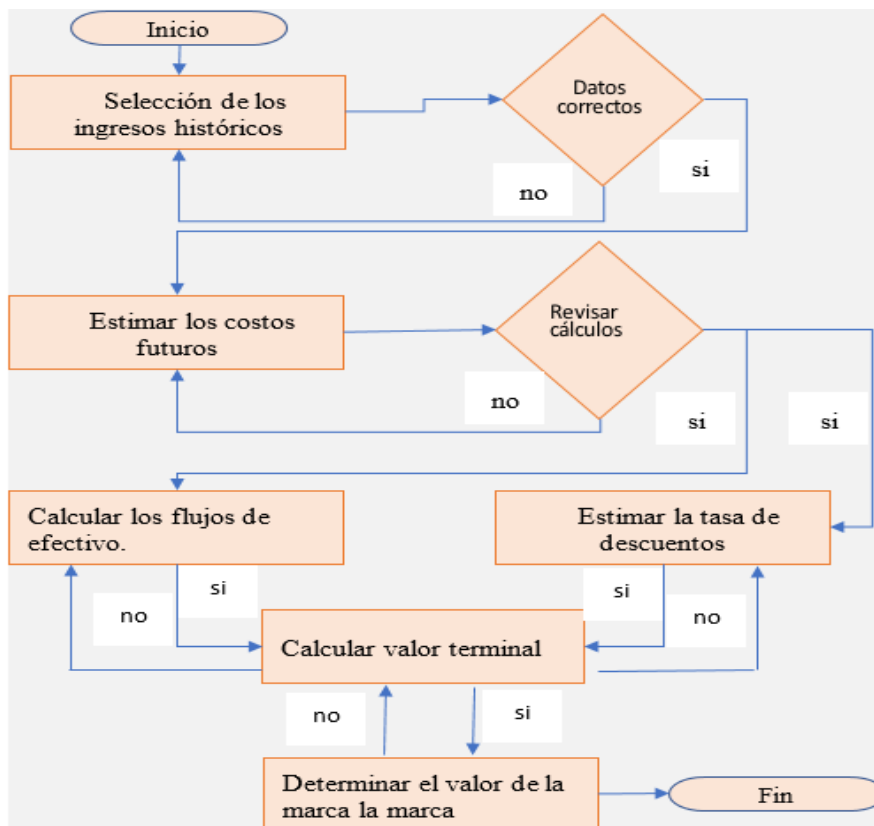 Inicio
Selección de los
ingresos históricos
Datos
correctos
si
no
Estimar los costos
futuros
Revisar
cálculos
no
si
si
Calcular los flujos de
efectivo.
Estimar la tasa de
descuentos
no
si
si
no
Calcular valor terminal
no
si
Determinar el valor de la
marca la marca
Fin